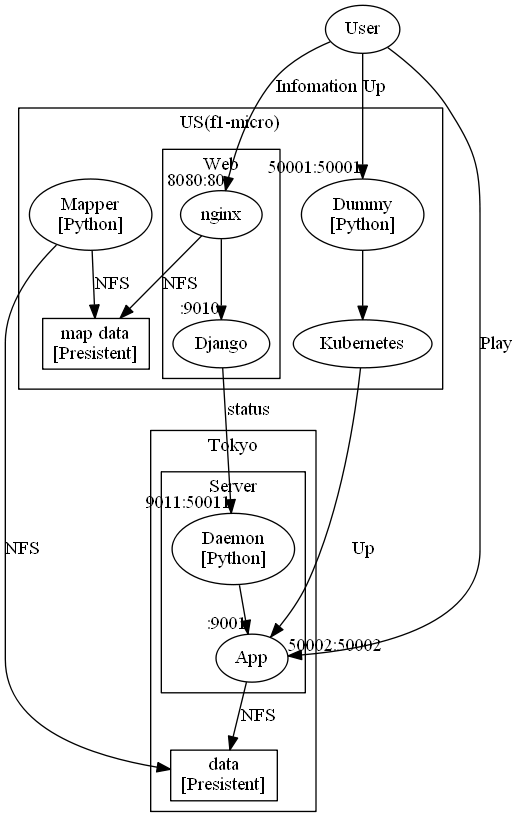 User
Infomation
Up
US(f1-micro)
Web
8080:80
50001:50001
Mapper
[Python]
nginx
Dummy
[Python]
NFS
NFS
:9010
map data
[Presistent]
Django
Kubernetes
Play
status
Tokyo
Server
9011:50011
Daemon
[Python]
NFS
Up
:9001
50002:50002
App
NFS
data
[Presistent]